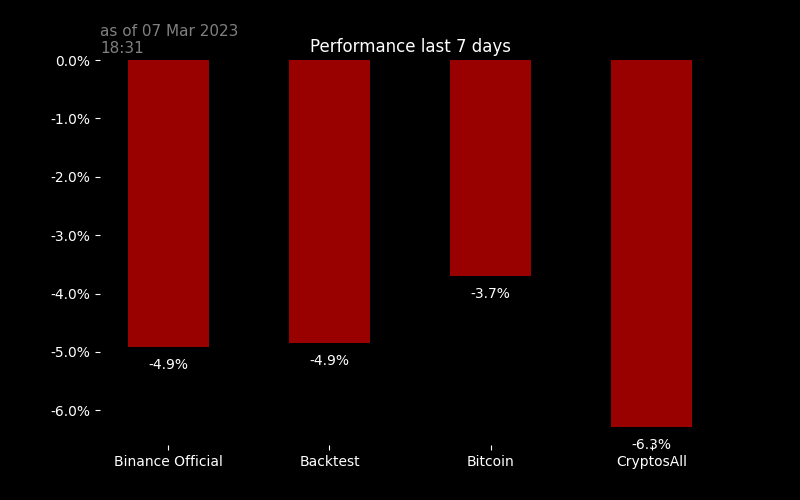 as of 07 Mar 2023
18:31
Performance last 7 days
0.0%
-1.0%
-2.0%
-3.0%
-4.0%
-5.0%
-6.0%
-4.9%
-4.9%
-3.7%
-6.3%
Binance Official
Backtest
Bitcoin
CryptosAll